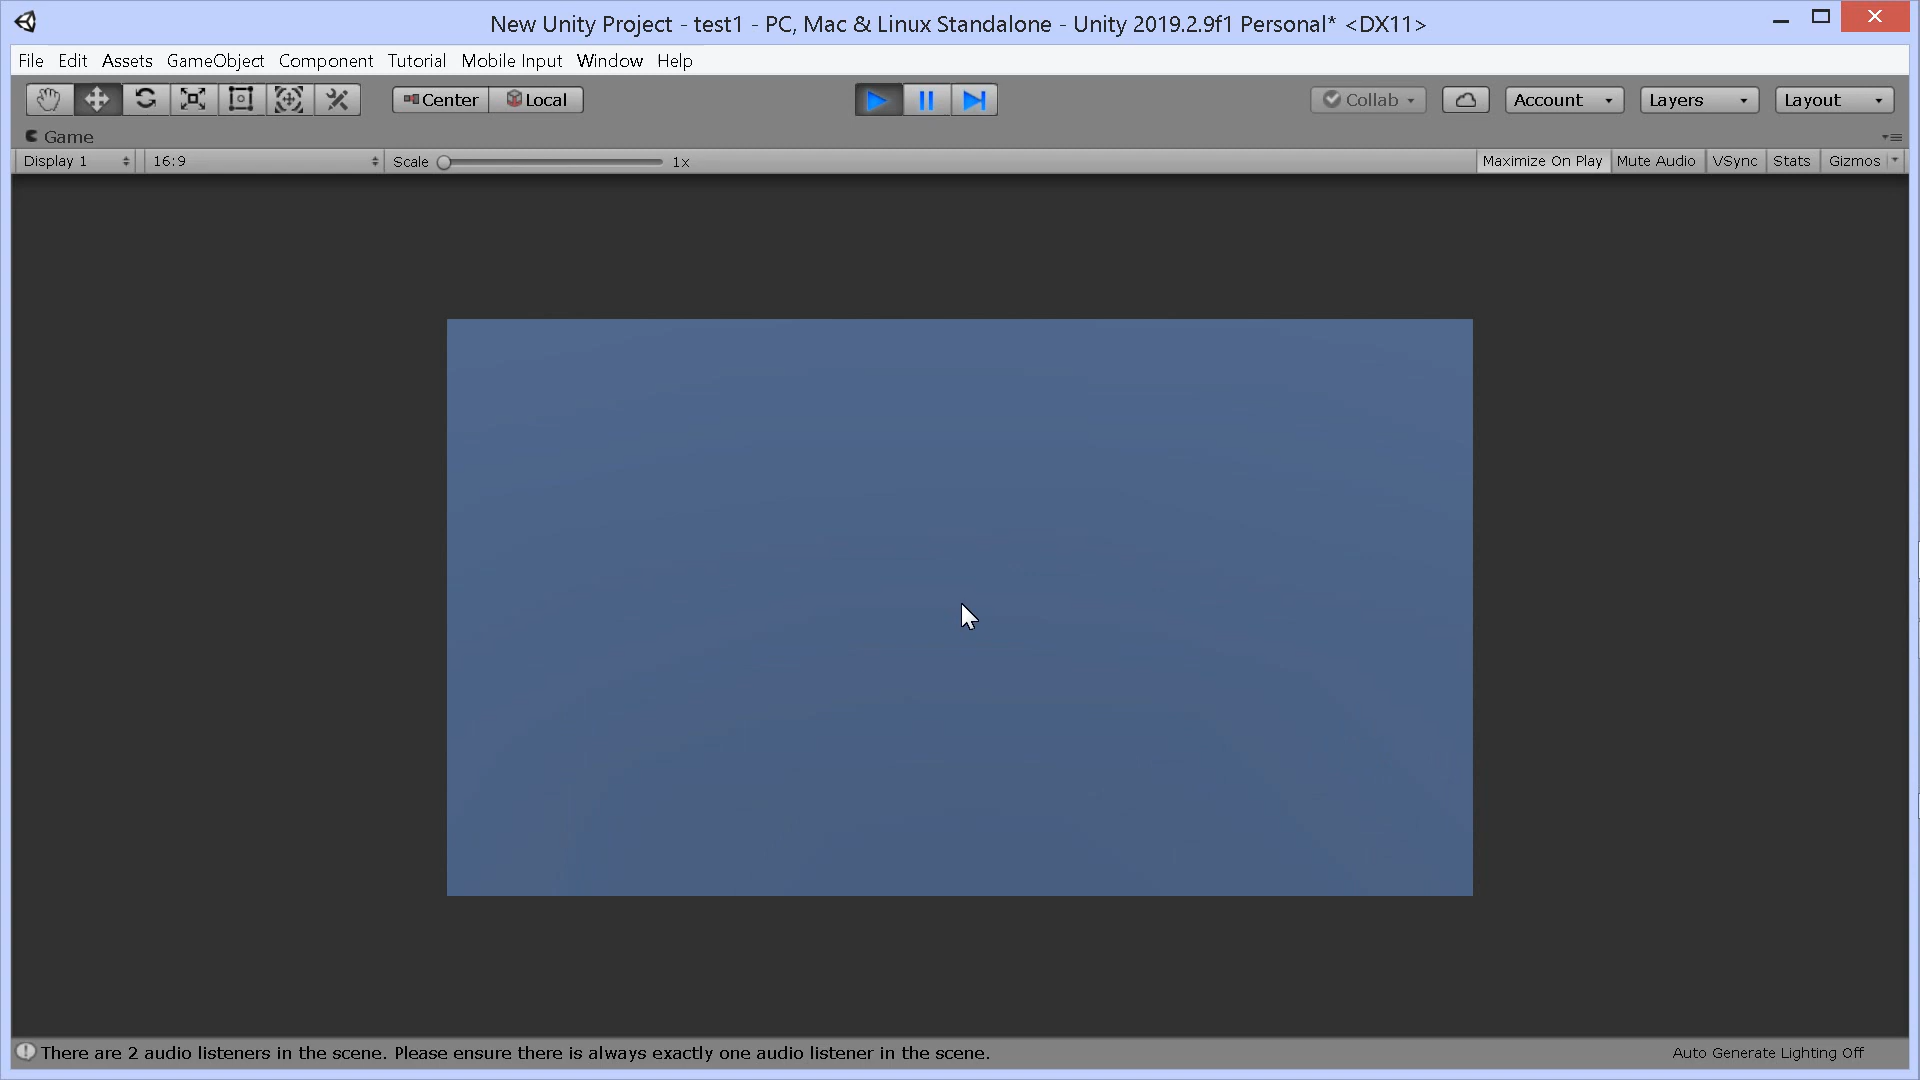 New Unity Project - test1 - PC, Mac & Linux Standalone - Unity 2019.2.9f1 Personal* <DX11>
File Edit Assets GameObject Component Tutorial Mobile Input Window Help
Center Local Collab Account Layers Layout
Game
Display 1 16:9 Scale 1x Maximize On Play Mute Audio VSync Stats Gizmos
There are 2 audio listeners in the scene. Please ensure there is always exactly one audio listener in the scene.
Auto Generate Lighting Off